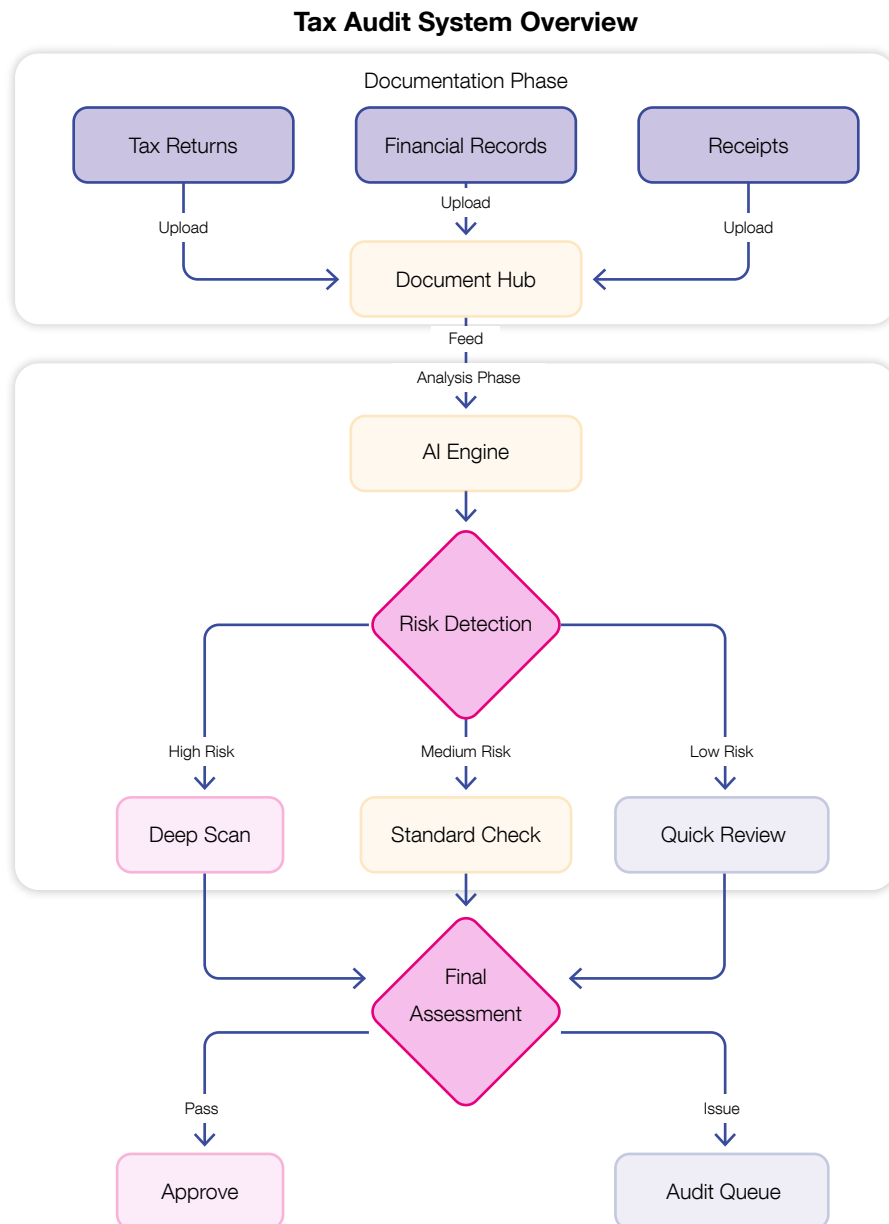 Tax Audit System Overview
Documentation Phase
Tax Returns
Financial Records
Receipts
Upload
Upload
Upload
Document Hub
Feed
Analysis Phase
AI Engine
Risk Detection
High Risk
Medium Risk
Low Risk
Deep Scan
Standard Check
Quick Review
Final
Assessment
Pass
Issue
Approve
Audit Queue